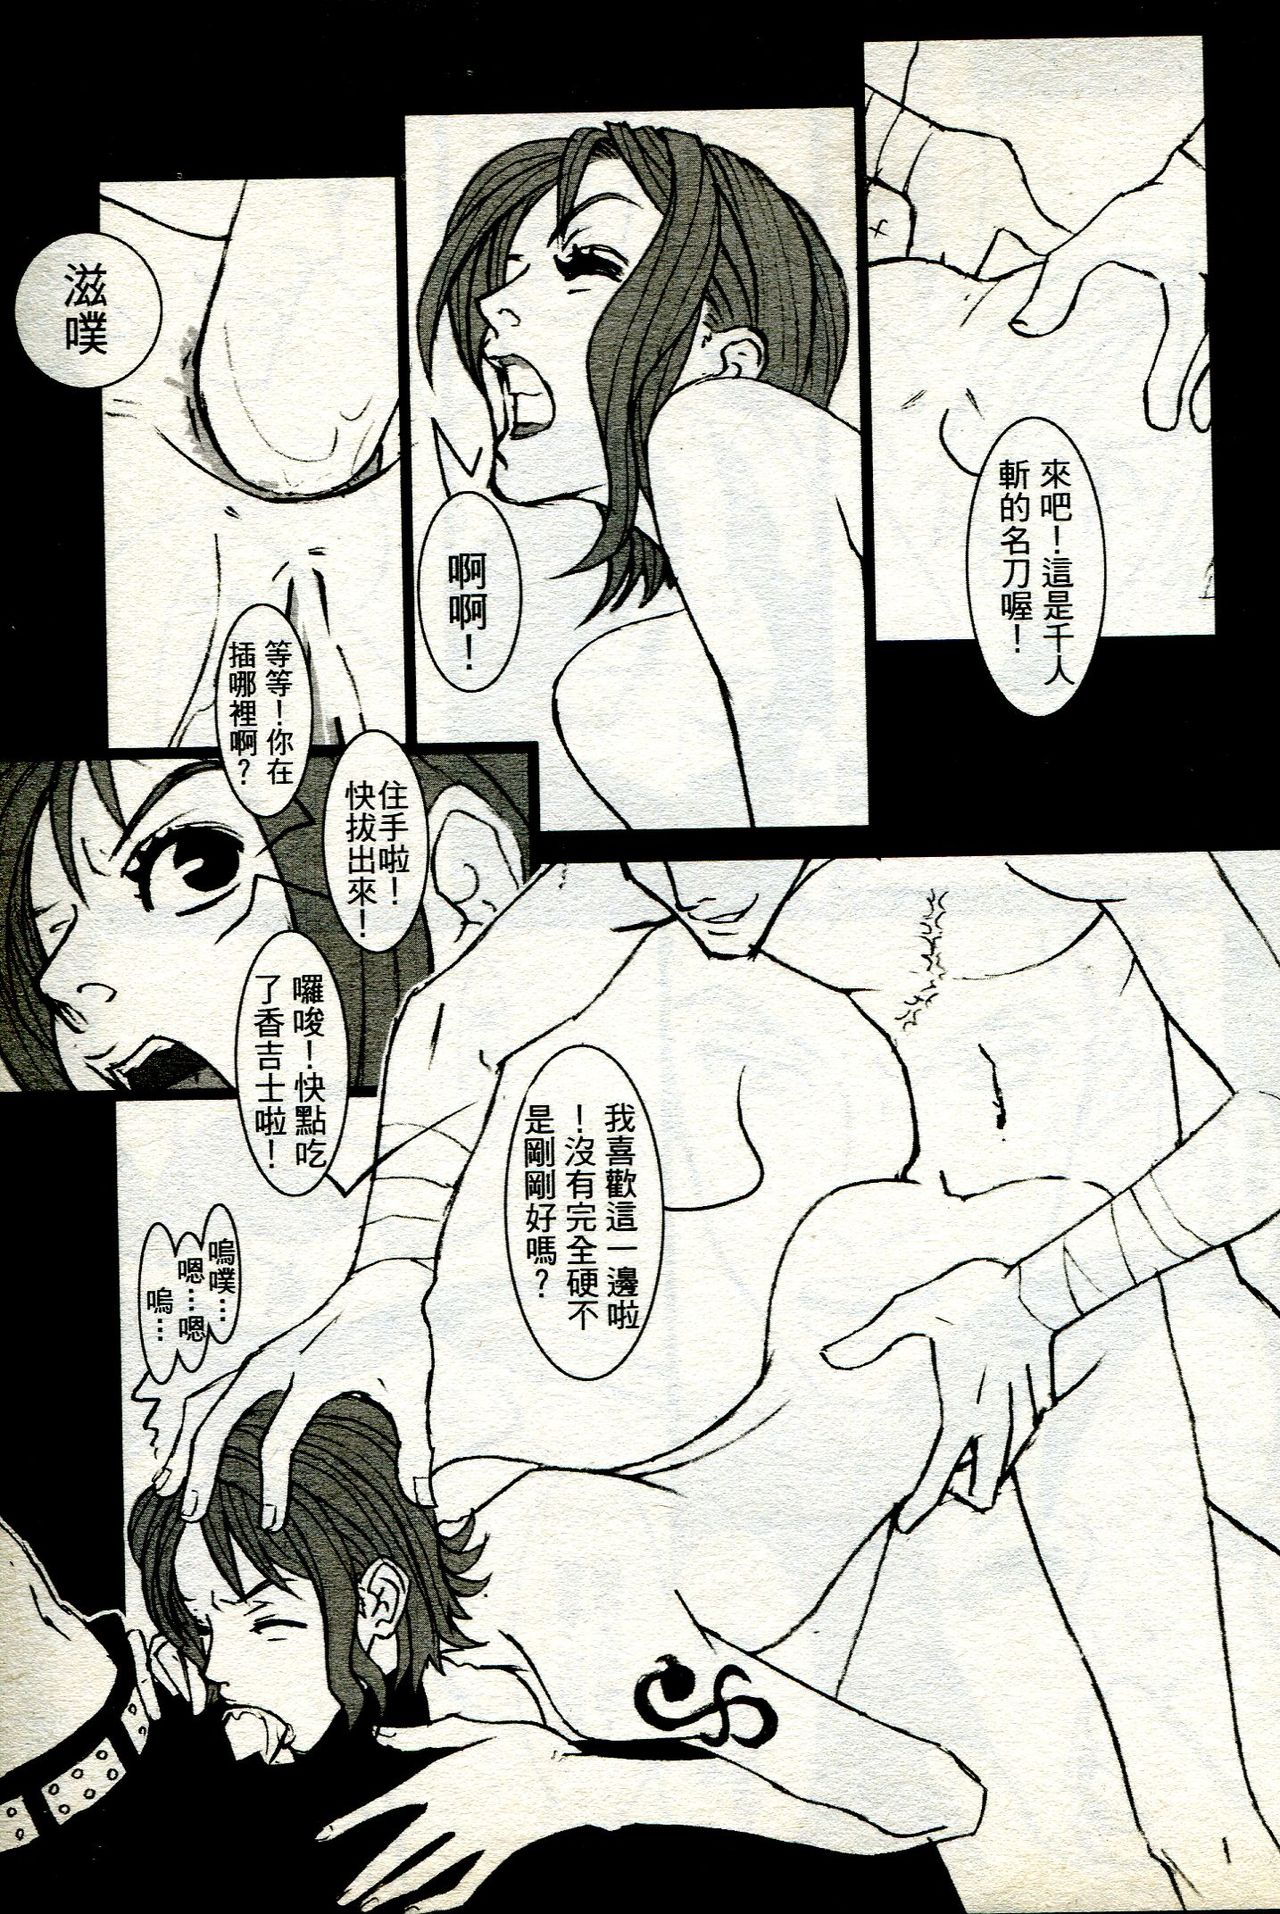 來吧！這是千人
斬的名刀喔！
啊啊！
滋噗
等等！你在
插哪裡啊？
住手啦！
快拔出來！
囉唆！快點吃
了香吉士啦！
我喜歡這一邊啦
！沒有完全硬不
是剛剛好嗎？
嗚噗…
嗯…嗯
嗚…